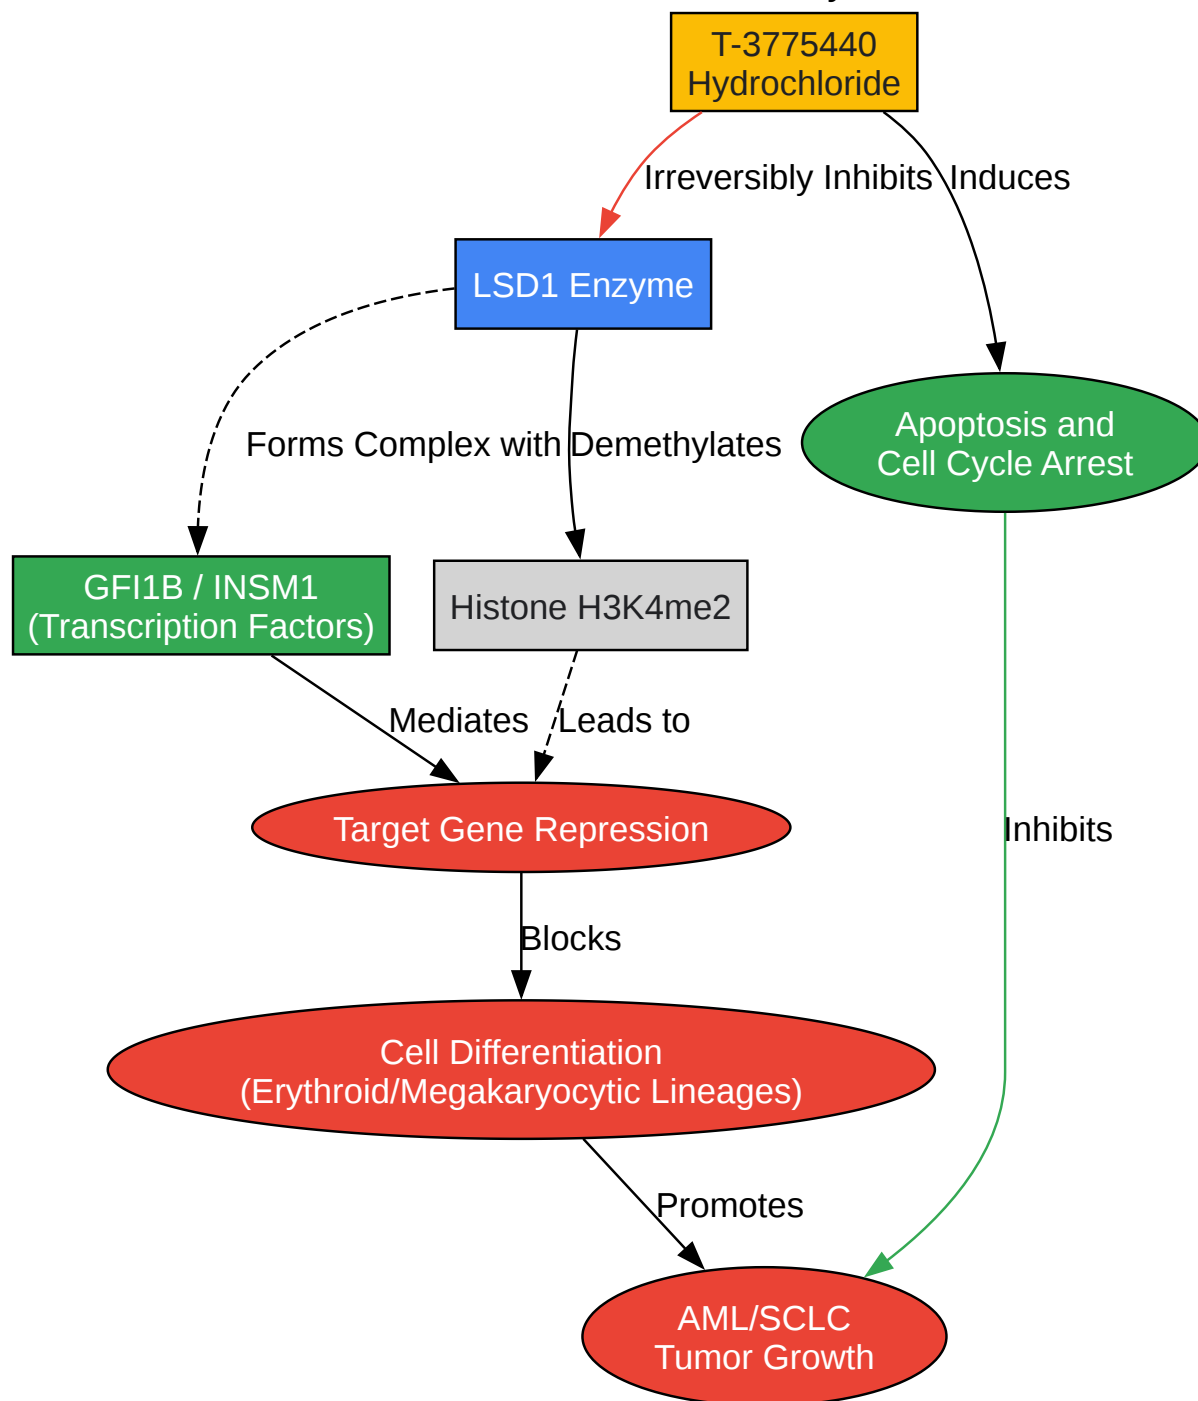 T-3775440
Hydrochloride
Irreversibly Inhibits
Induces
LSD1 Enzyme
Forms Complex with
Demethylates
Apoptosis and
Cell Cycle Arrest
GFI1B / INSM1
(Transcription Factors)
Histone H3K4me2
Mediates
Leads to
Target Gene Repression
Inhibits
Blocks
Cell Differentiation
(Erythroid/Megakaryocytic Lineages)
Promotes
AML/SCLC
Tumor Growth